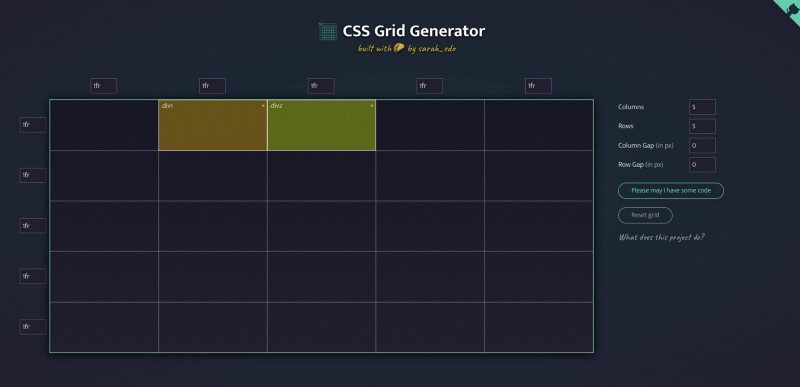 CSS Grid Generator
built with by sarah_edo
1fr 1fr 1fr 1fr 1fr
1fr
.div1 ×
.div2 ×
1fr
1fr
1fr
1fr
Columns 5
Rows 5
Column Gap (in px) 0
Row Gap (in px) 0
Please may I have some code
Reset grid
What does this project do?